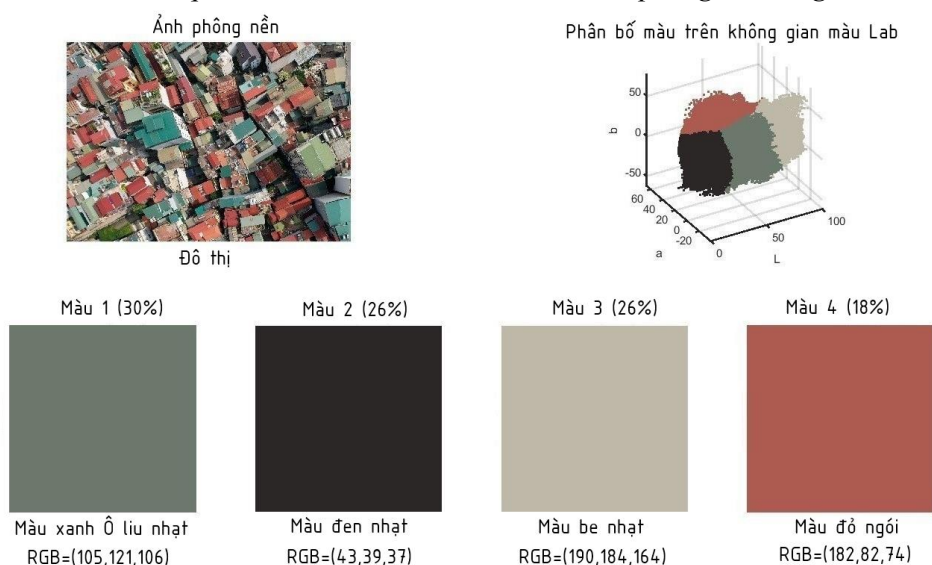 Ảnh phông nền
Phân bố màu trên không gian màu Lab
50
0
-50
b
60
40
20
0
-20
a
0
50
100
L
Đô thị
Màu 1 (30%)
Màu 2 (26%)
Màu 3 (26%)
Màu 4 (18%)
Màu xanh Ô liu nhạt
RGB=(105,121,106)
Màu đen nhạt
RGB=(43,39,37)
Màu be nhạt
RGB=(190,184,164)
Màu đỏ ngói
RGB=(182,82,74)